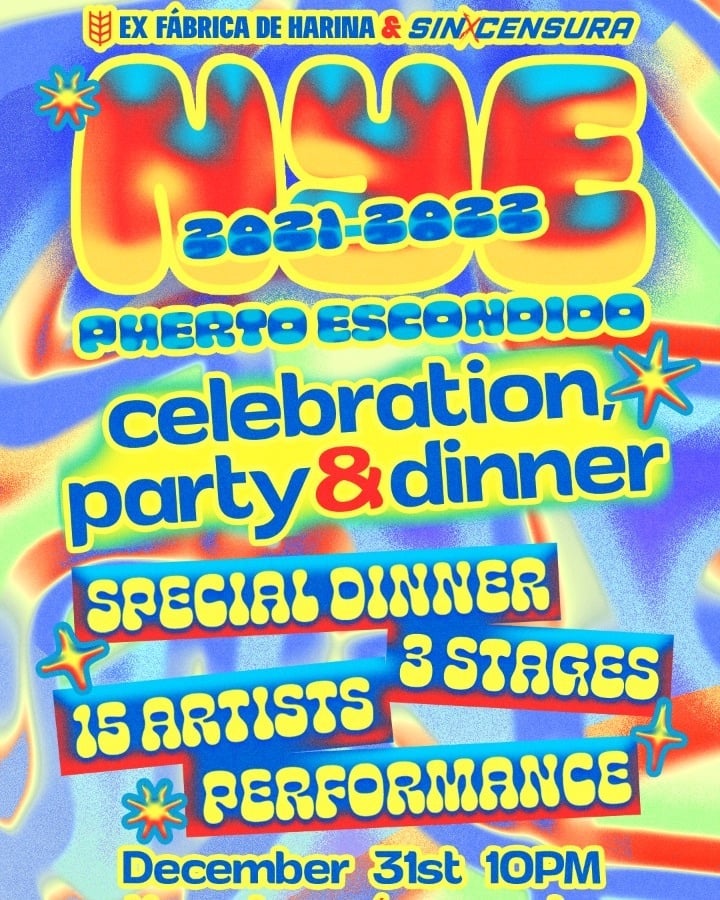 EX FÁBRICA DE HARINA & SINXCENSURA
NYE
2021-2022
PUERTO ESCONDIDO
celebration,
party & dinner
SPECIAL DINNER
3 STAGES
15 ARTISTS
PERFORMANCE
December 31st 10PM